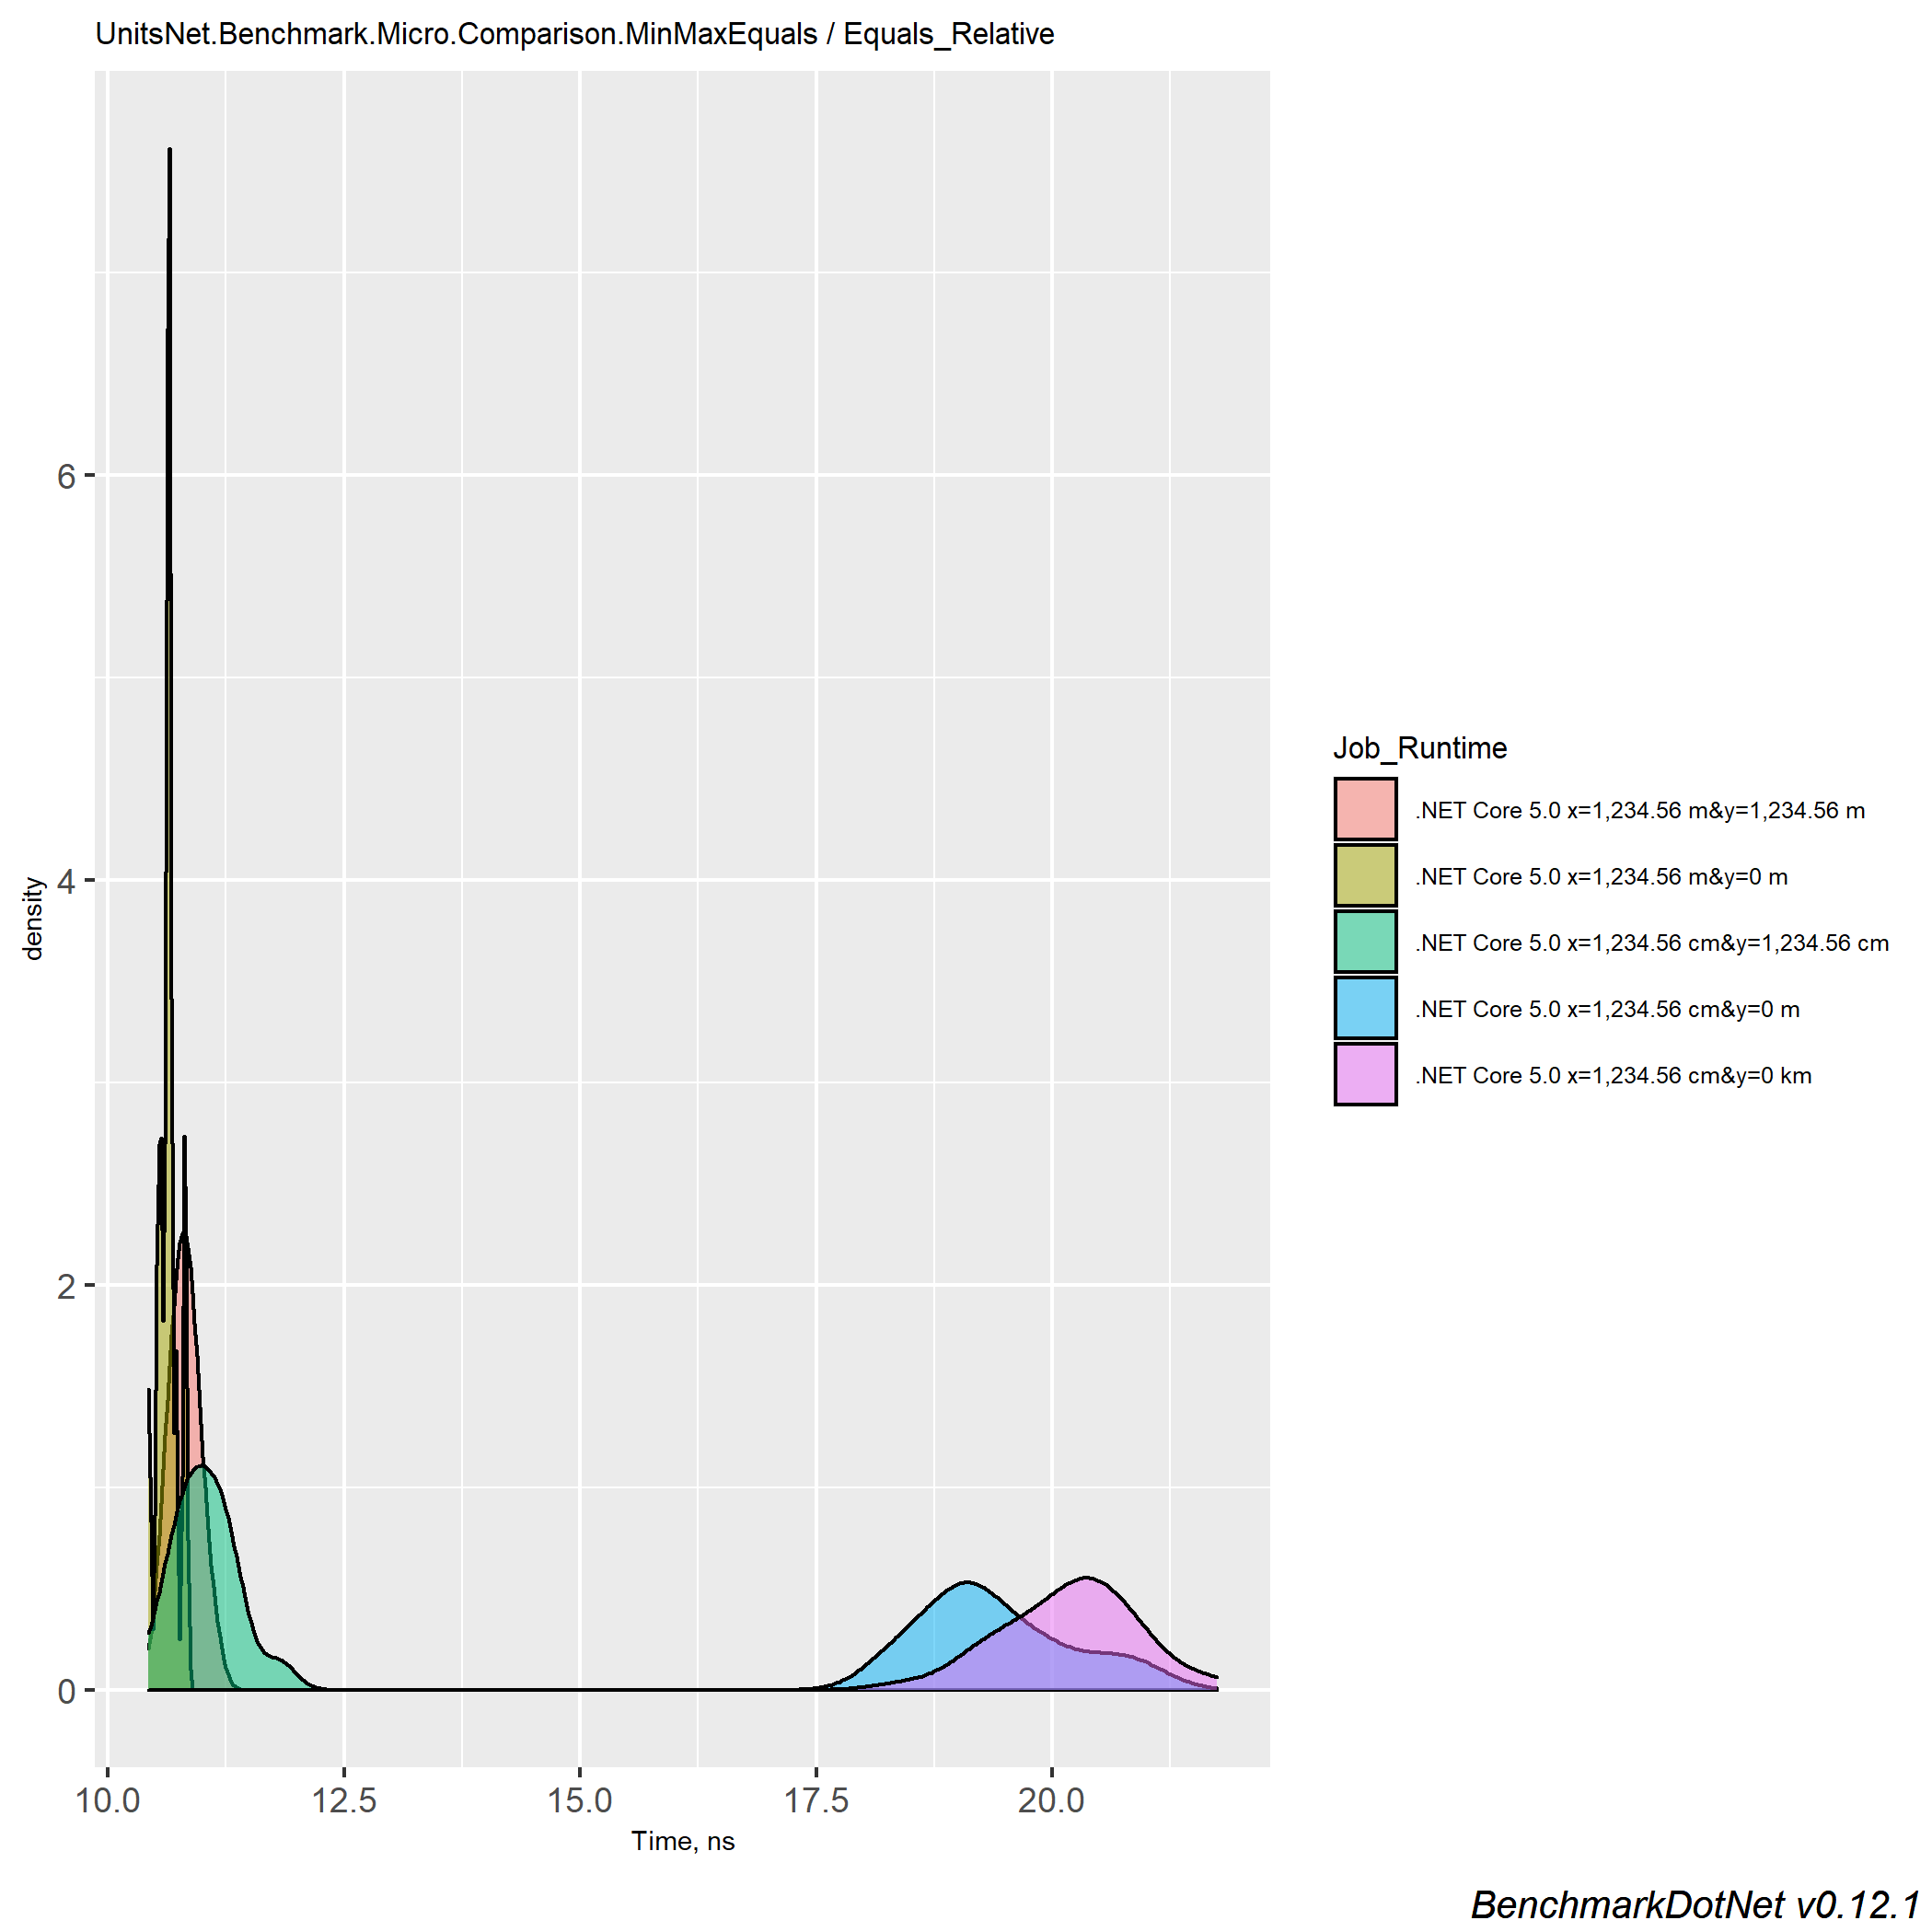 UnitsNet.Benchmark.Micro.Comparison.MinMaxEquals / Equals_Relative
density
6
4
2
0
10.0 12.5 15.0 17.5 20.0
Time, ns
Job_Runtime
.NET Core 5.0 x=1,234.56 m&y=1,234.56 m
.NET Core 5.0 x=1,234.56 m&y=0 m
.NET Core 5.0 x=1,234.56 cm&y=1,234.56 cm
.NET Core 5.0 x=1,234.56 cm&y=0 m
.NET Core 5.0 x=1,234.56 cm&y=0 km
BenchmarkDotNet v0.12.1